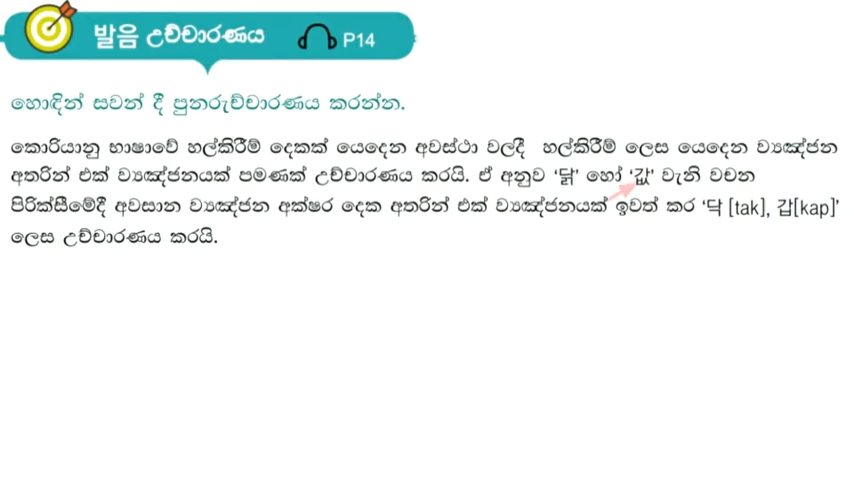 발음 උච්චාරණය P14
හොඳින් සවන් දී පුනරුච්චාරණය කරන්න.
කොරියානු භාෂාවේ හල්කිරීම් දෙකක් යෙදෙන අවස්ථා වලදී හල්කිරීම් ලෙස යෙදෙන ව්‍යඤ්ජන
අතරින් එක් ව්‍යඤ්ජනයක් පමණක් උච්චාරණය කරයි. ඒ අනුව ‘닭’ හෝ ‘값’ වැනි වචන
පිරික්සීමේදී අවසාන ව්‍යඤ්ජන අක්ෂර දෙක අතරින් එක් ව්‍යඤ්ජනයක් ඉවත් කර ‘닥 [tak], 갑[kap]’
ලෙස උච්චාරණය කරයි.